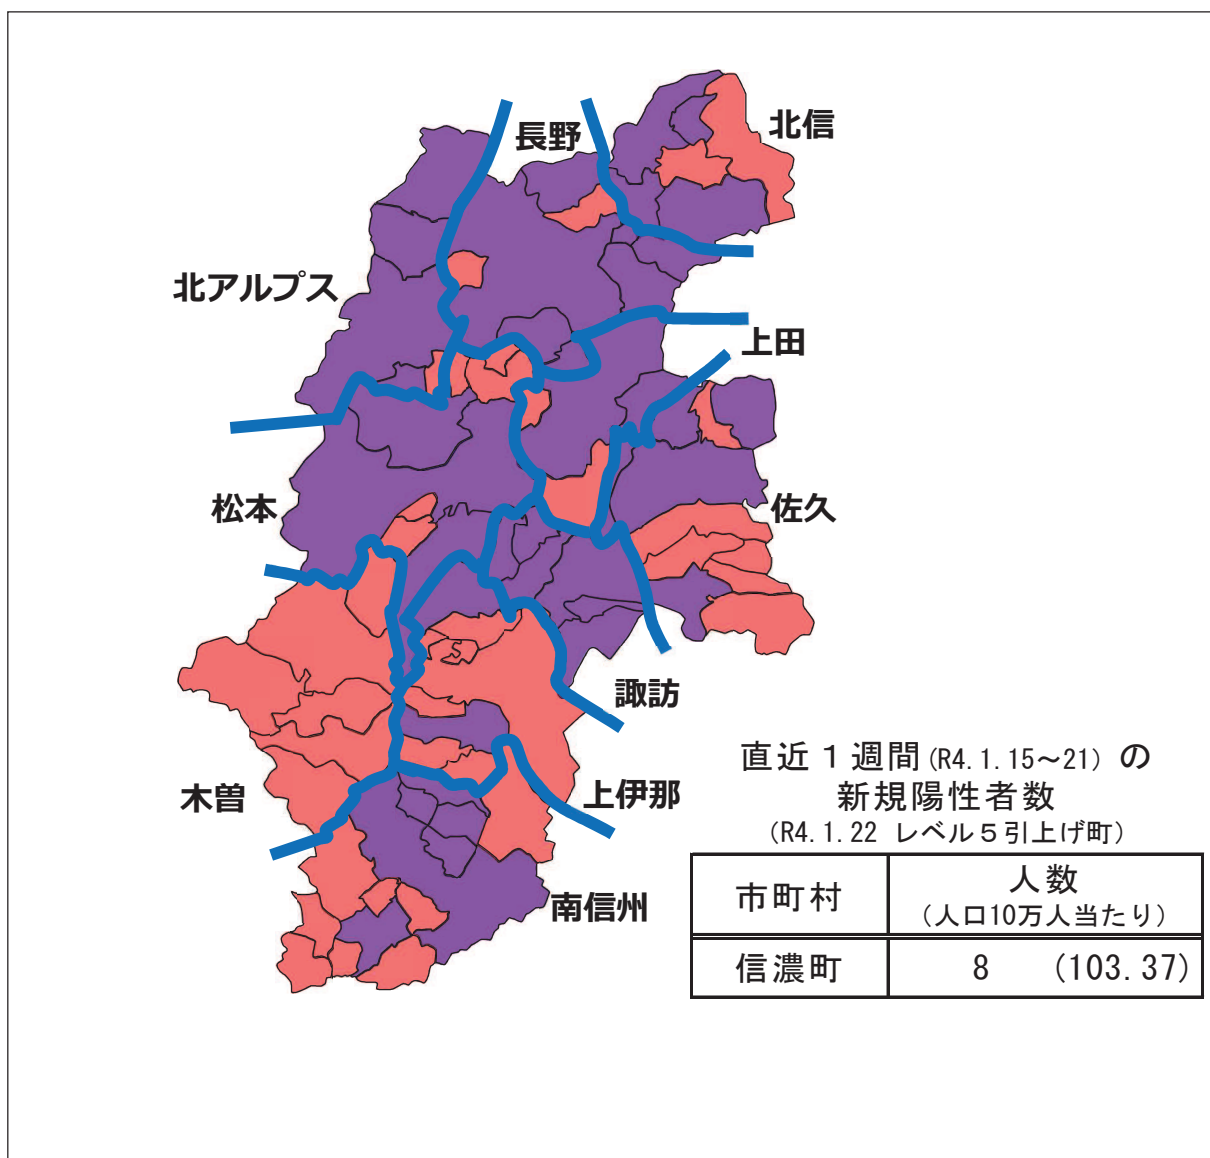 長野
北信
北アルプス
上田
松本
佐久
諏訪
木曽
上伊那
南信州
直近１週間(R4.1.15～21) の
新規陽性者数
(R4.1.22 レベル５引上げ町)
市町村
人数
(人口10万人当たり)
信濃町 8 (103.37)